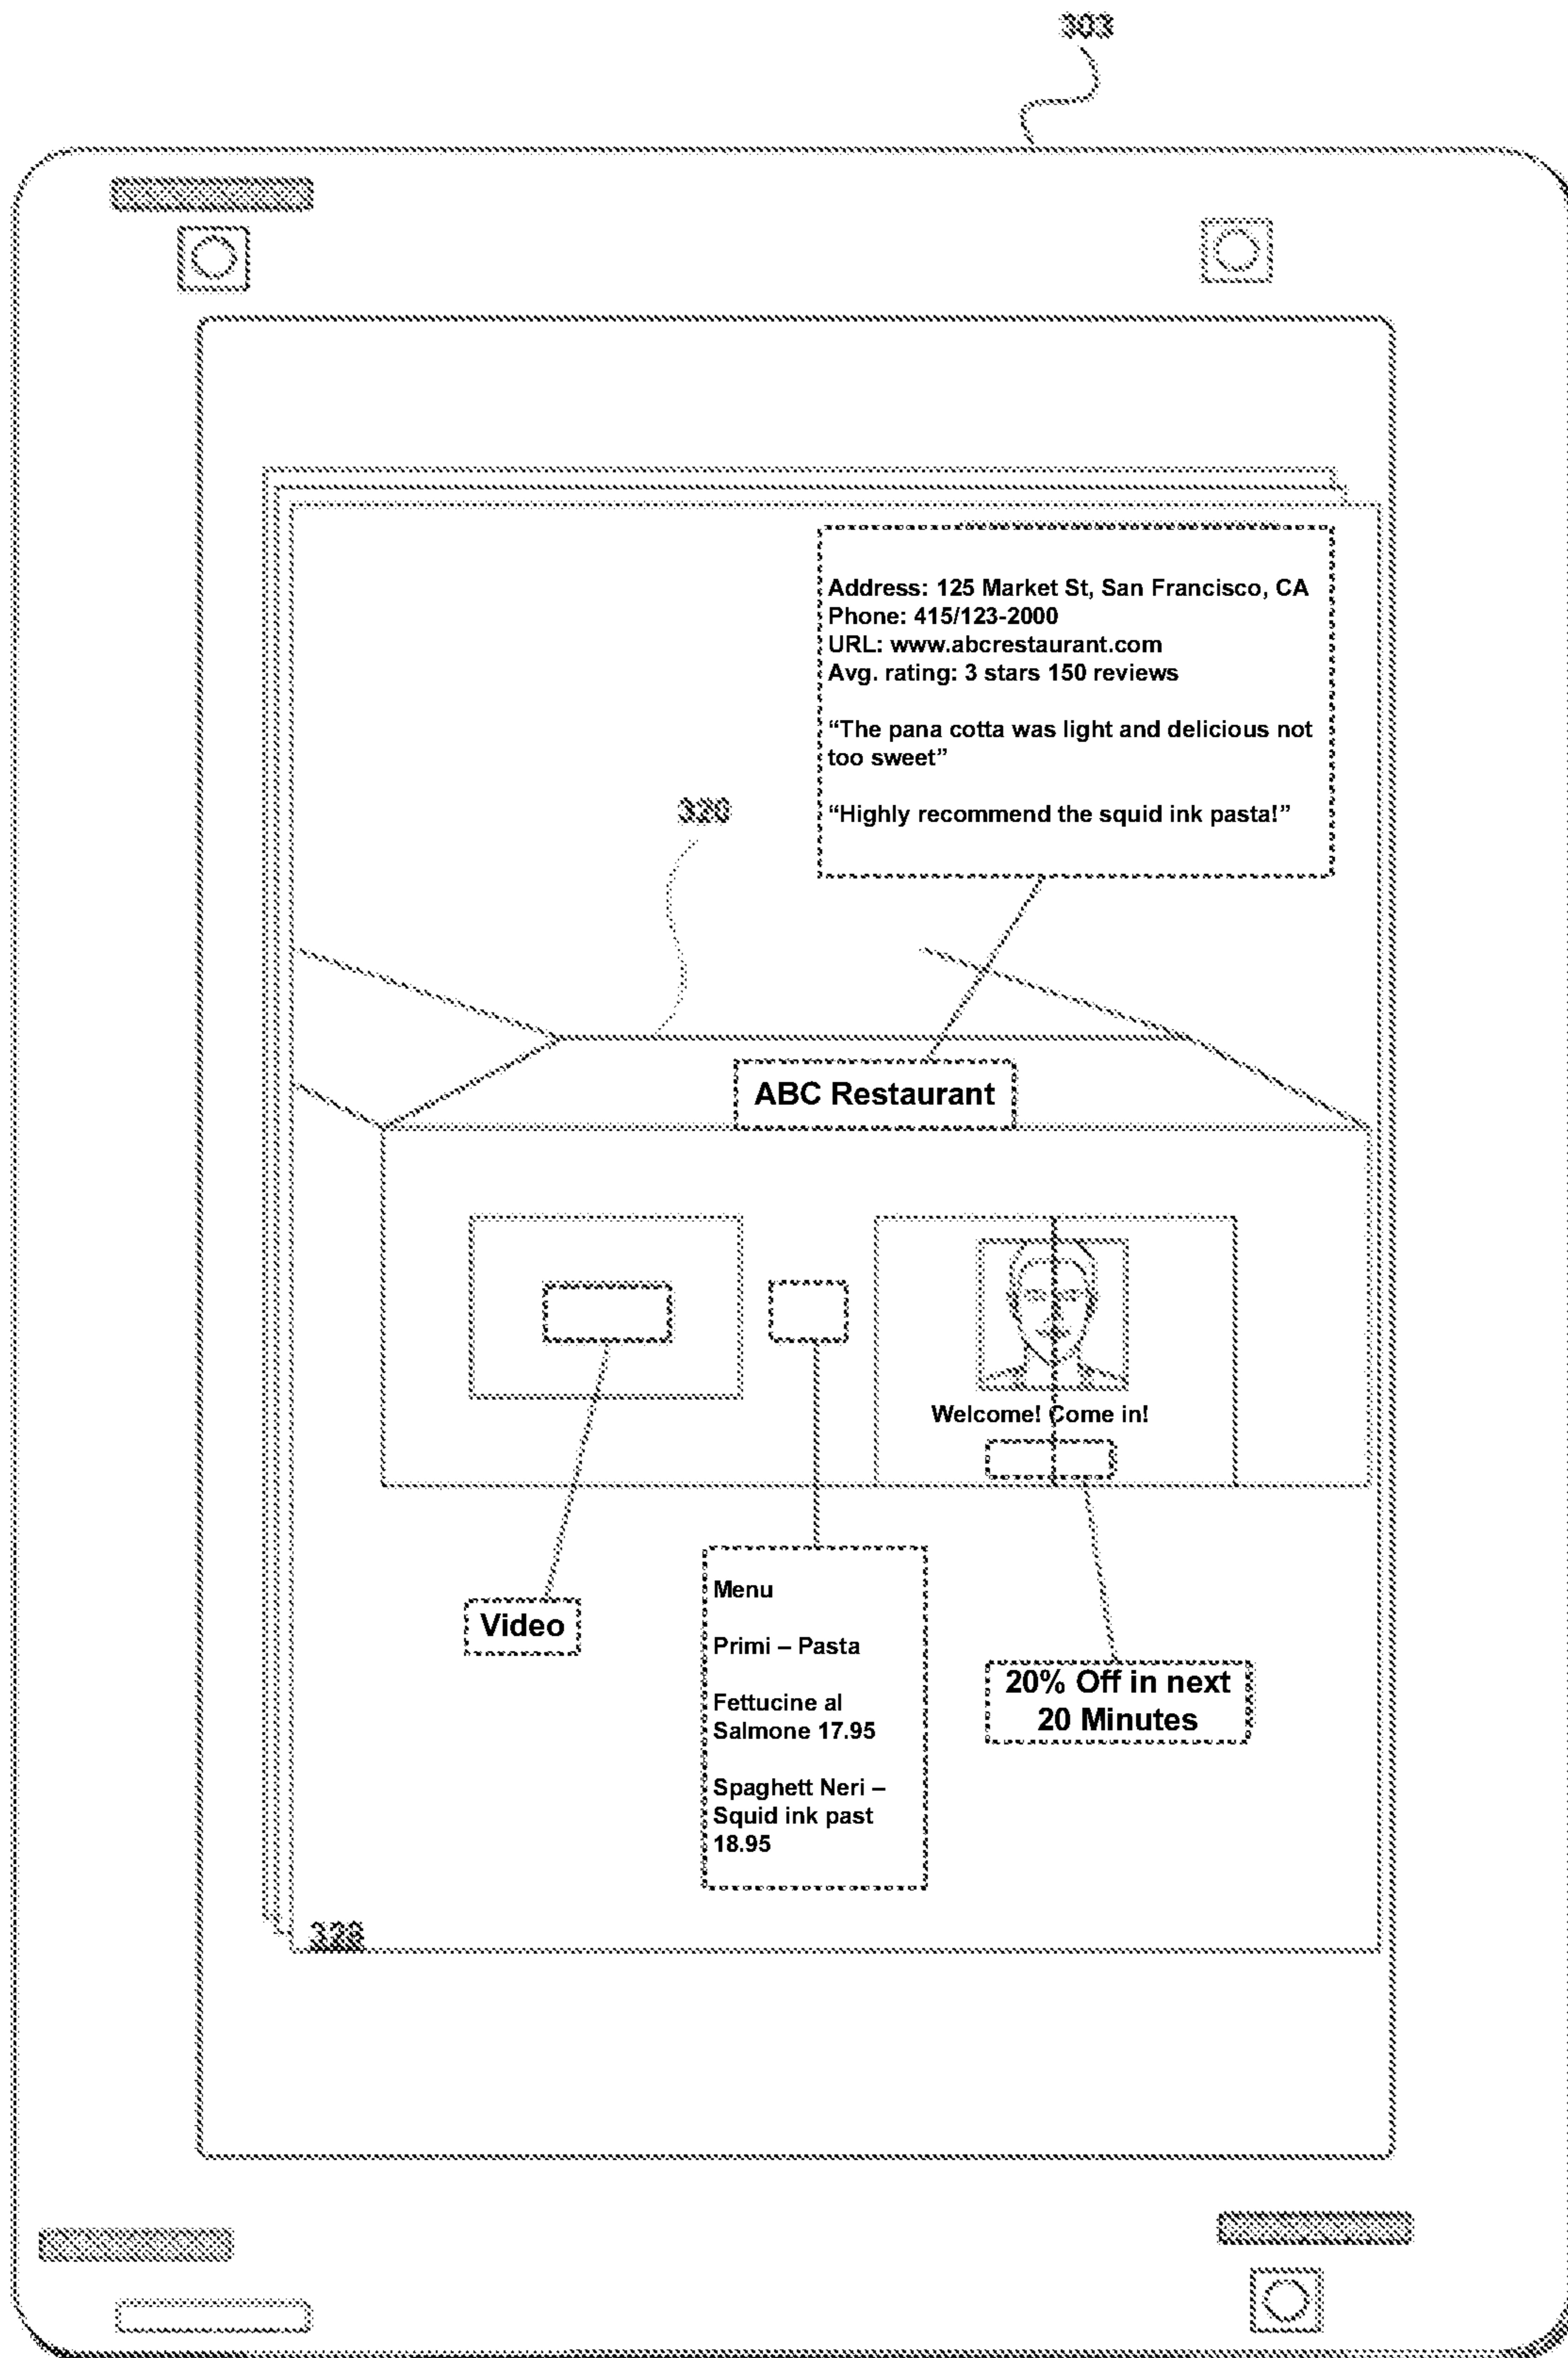 303
Address: 125 Market St, San Francisco, CA
Phone: 415/123-2000
URL: www.abcrestaurant.com
Avg. rating: 3 stars 150 reviews
“The pana cotta was light and delicious not
too sweet”
“Highly recommend the squid ink pasta!”
320
ABC Restaurant
Welcome! Come in!
Video
Menu
Primi – Pasta
Fettucine al
Salmone 17.95
Spaghett Neri –
Squid ink past
18.95
20% Off in next
20 Minutes